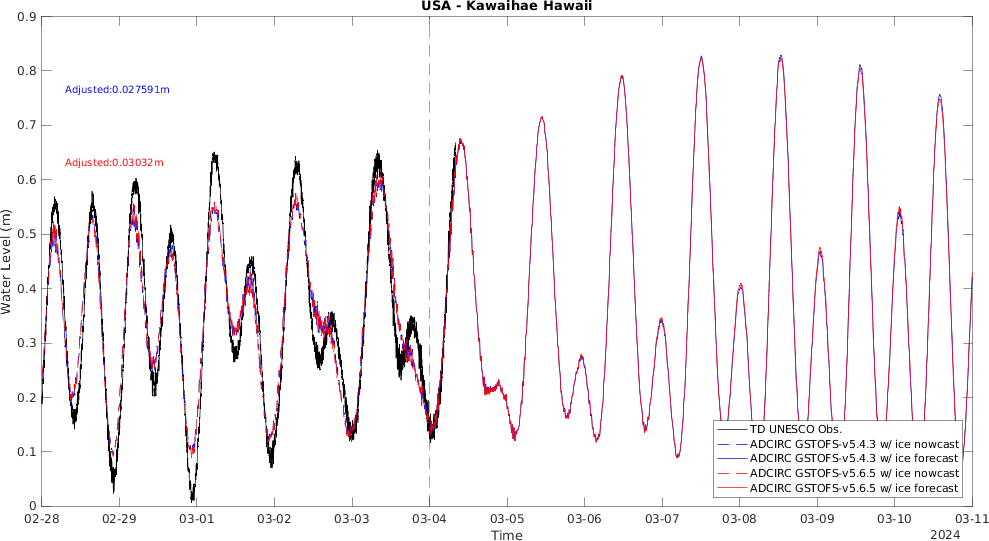 USA - Kawaihae Hawaii
0.9
0.8
0.7
0.6
0.5
0.4
0.3
0.2
0.1
0
Water Level (m)
Adjusted:0.027591m
Adjusted:0.03032m
TD UNESCO Obs.
ADCIRC GSTOFS-v5.4.3 w/ ice nowcast
ADCIRC GSTOFS-v5.4.3 w/ ice forecast
ADCIRC GSTOFS-v5.6.5 w/ ice nowcast
ADCIRC GSTOFS-v5.6.5 w/ ice forecast
02-28 02-29 03-01 03-02 03-03 03-04 03-05 03-06 03-07 03-08 03-09 03-10 03-11
Time
2024